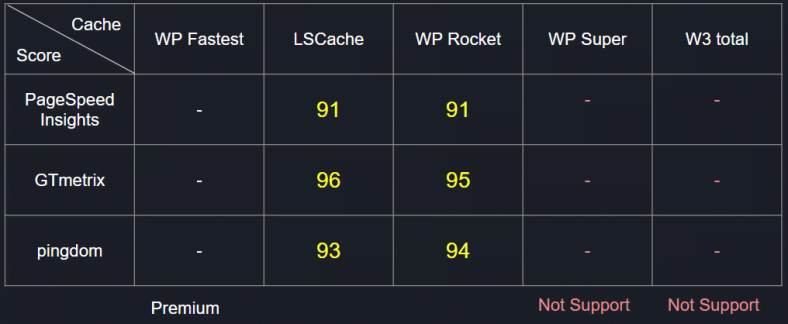 Cache
Score
WP Fastest LSCache WP Rocket WP Super W3 total
PageSpeed
Insights
- 91 91 - -
GTmetrix - 96 95 - -
pingdom - 93 94 - -
Premium Not Support Not Support